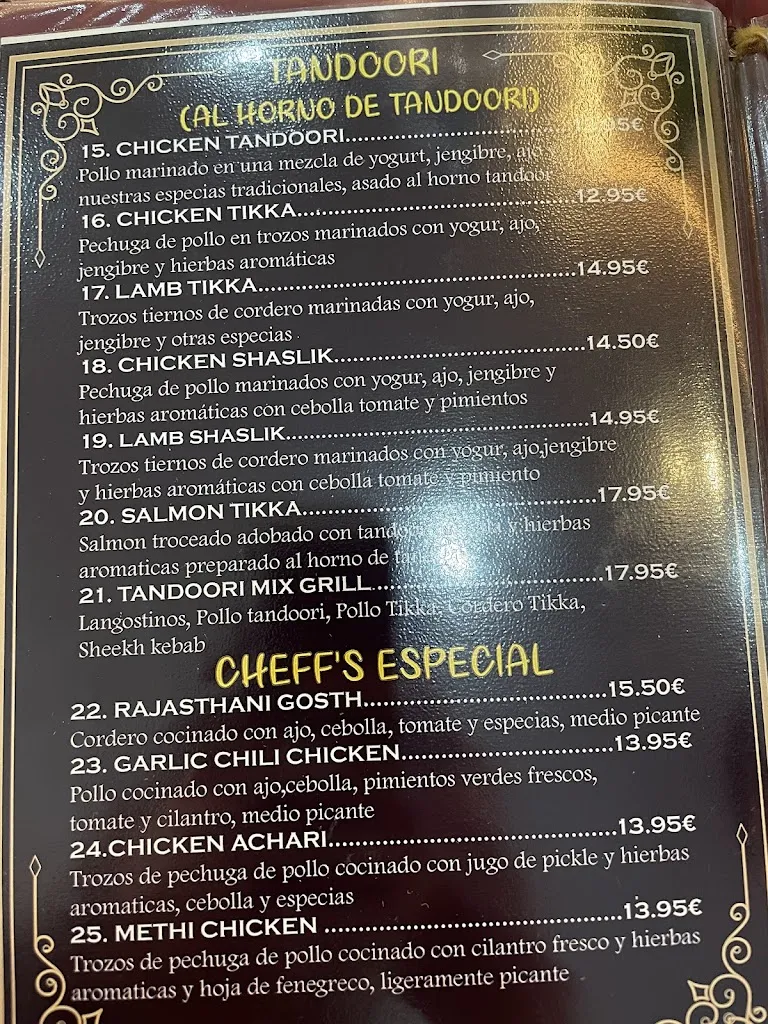 TANDOORI
(AL HORNO DE TANDOORI)
15. CHICKEN TANDOORI
Pollo marinado en una mezcla de yogurt, jengibre, ajo
nuestras especias tradicionales, asado al horno tandoor
16. CHICKEN TIKKA.................................12.95€
Pechuga de pollo en trozos marinados con yogur, ajo,
jengibre y hierbas aromáticas
17. LAMB TIKKA.......................................14.95€
Trozos tiernos de cordero marinadas con yogur, ajo,
jengibre y otras especias
18. CHICKEN SHASLIK...............................14.50€
Pechuga de pollo marinados con yogur, ajo, jengibre y
hierbas aromáticas con cebolla tomate y pimientos
19. LAMB SHASLIK.....................................14.95€
Trozos tiernos de cordero marinados con yogur, ajo,jengibre
y hierbas aromáticas con cebolla tomate y pimiento
20. SALMON TIKKA....................................17.95€
Salmon troceado adobado con y hierbas
aromaticas preparado al horno de
21. TANDOORI MIX GRILL............................17.95€
Langostinos, Pollo tandoori, Pollo Tikka, Cordero Tikka,
Sheekh kebab
CHEFF'S ESPECIAL
22. RAJASTHANI GOSTH..............................15.50€
Cordero cocinado con ajo, cebolla, tomate y especias, medio picante
23. GARLIC CHILI CHICKEN..........................13.95€
Pollo cocinado con ajo,cebolla, pimientos verdes frescos,
tomate y cilantro, medio picante
24.CHICKEN ACHARI...................................13.95€
Trozos de pechuga de pollo cocinado con jugo de pickle y hierbas
aromaticas, cebolla y especias
25. METHI CHICKEN ...................................13.95€
Trozos de pechuga de pollo cocinado con cilantro fresco y hierbas
aromaticas y hoja de fenegreco, ligeramente picante